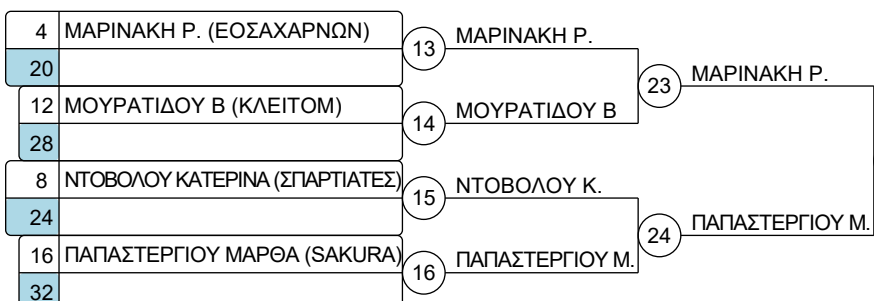 4 ΜΑΡΙΝΑΚΗ Ρ. (ΕΟΣΑΧΑΡΝΩΝ)
13 ΜΑΡΙΝΑΚΗ Ρ.
20
23 ΜΑΡΙΝΑΚΗ Ρ.
12 ΜΟΥΡΑΤΙΔΟΥ Β (ΚΛΕΙΤΟΜ)
14 ΜΟΥΡΑΤΙΔΟΥ Β
28
8 ΝΤΟΒΟΛΟΥ ΚΑΤΕΡΙΝΑ (ΣΠΑΡΤΙΑΤΕΣ)
15 ΝΤΟΒΟΛΟΥ Κ.
24
24 ΠΑΠΑΣΤΕΡΓΙΟΥ Μ.
16 ΠΑΠΑΣΤΕΡΓΙΟΥ ΜΑΡΘΑ (SAKURA)
16 ΠΑΠΑΣΤΕΡΓΙΟΥ Μ.
32